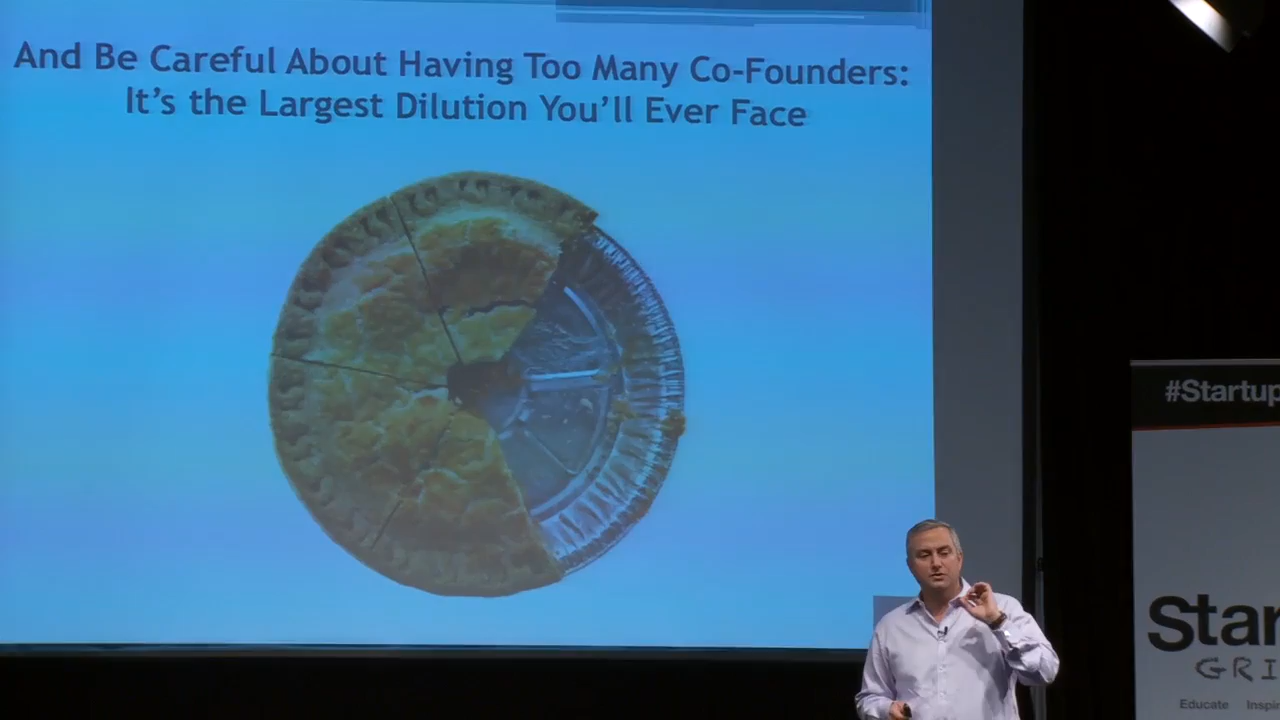 And Be Careful About Having Too Many Co-Founders:
It's the Largest Dilution You'll Ever Face
#Startup
Star
GRI
Educate Inspi